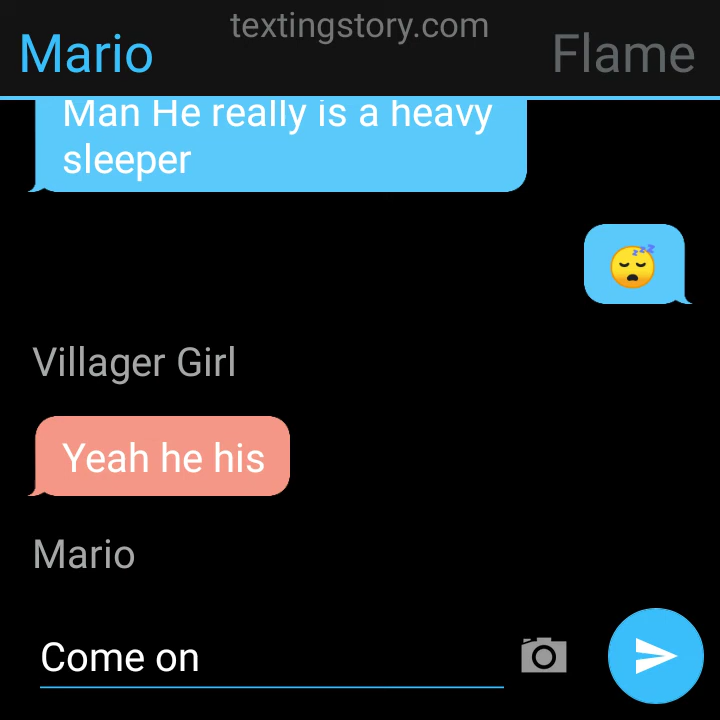 textingstory.com
Mario
Flame
Man He really is a heavy
sleeper
Villager Girl
Yeah he his
Mario
Come on